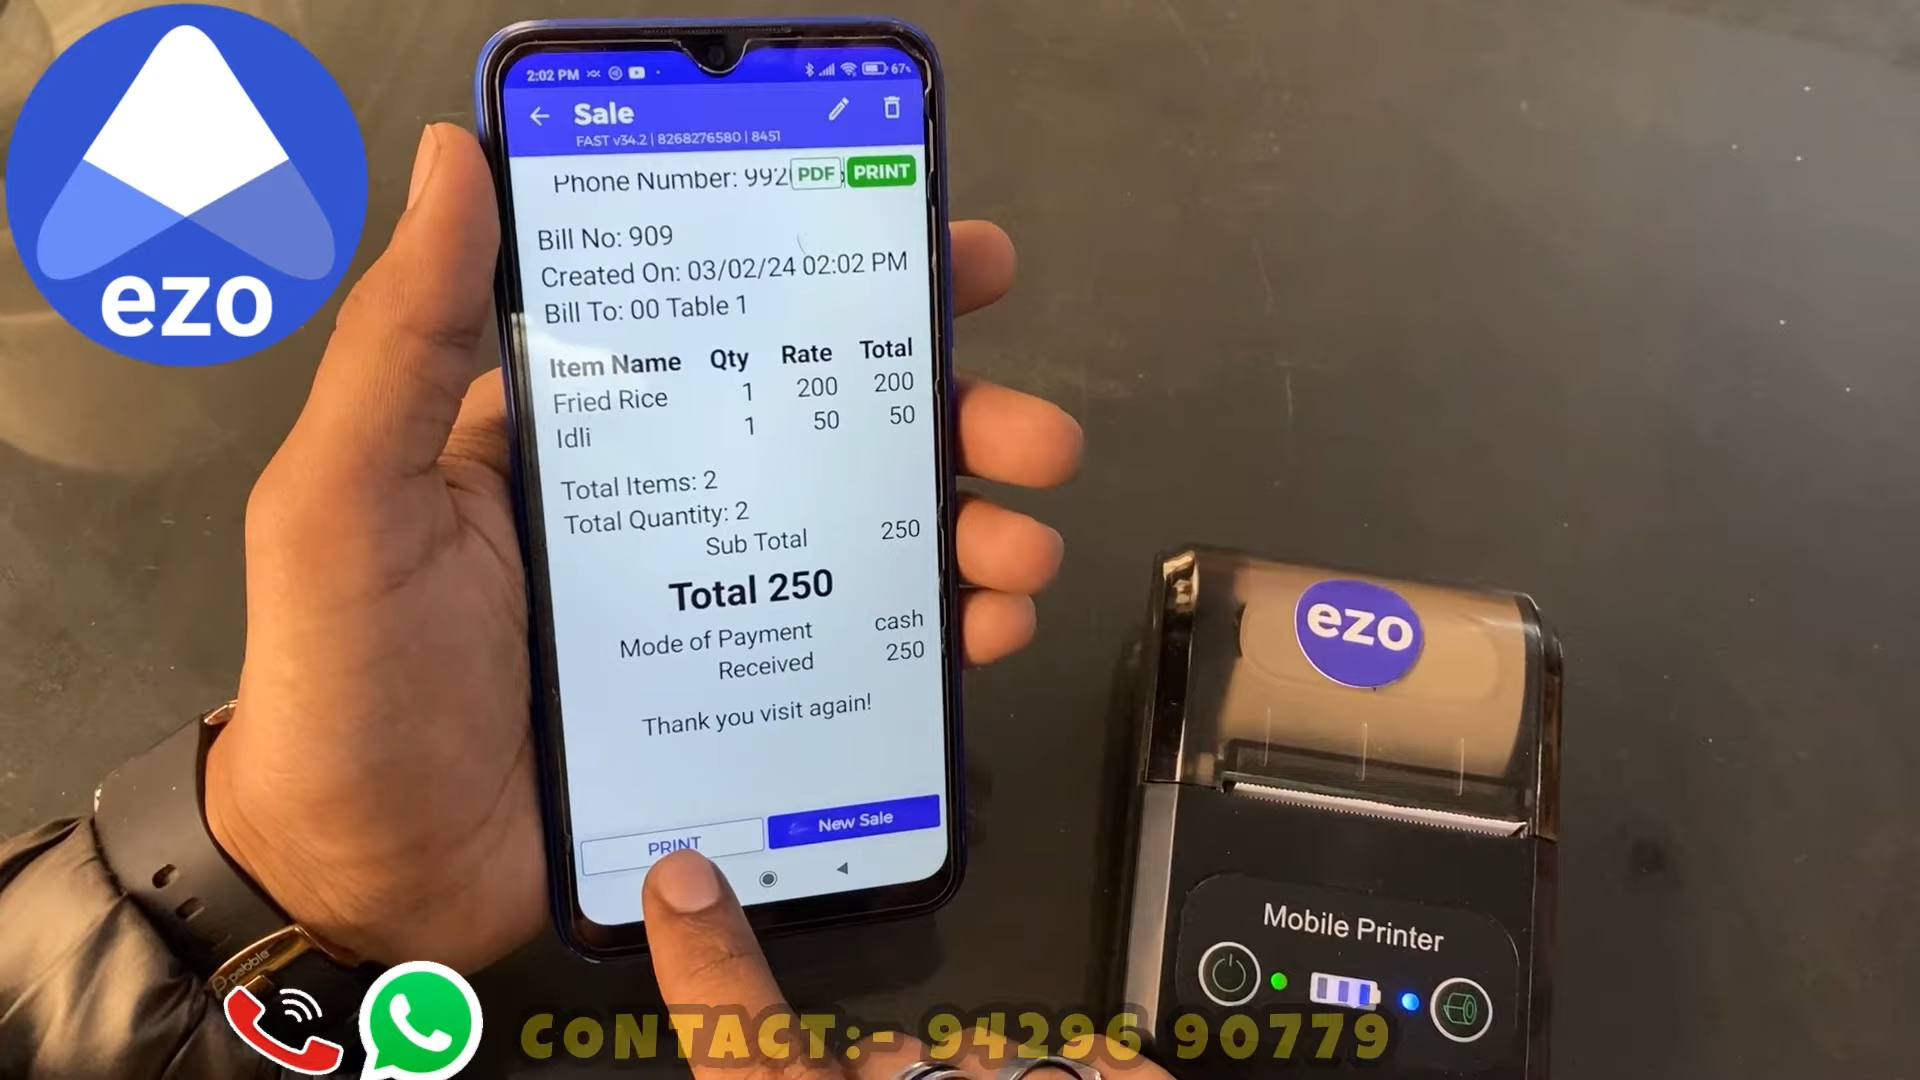 ezo
2:02 PM
67%
Sale
FAST v34.2 | 8268276580 | 8451
Phone Number: 992
PDF
PRINT
Bill No: 909
Created On: 03/02/24 02:02 PM
Bill To: 00 Table 1
Item Name Qty Rate Total
Fried Rice 1 200 200
Idli 1 50 50
Total Items: 2
Total Quantity: 2
Sub Total 250
Total 250
Mode of Payment cash
Received 250
Thank you visit again!
PRINT
New Sale
ezo
Mobile Printer
pebble
CONTACT:- 94296 90779